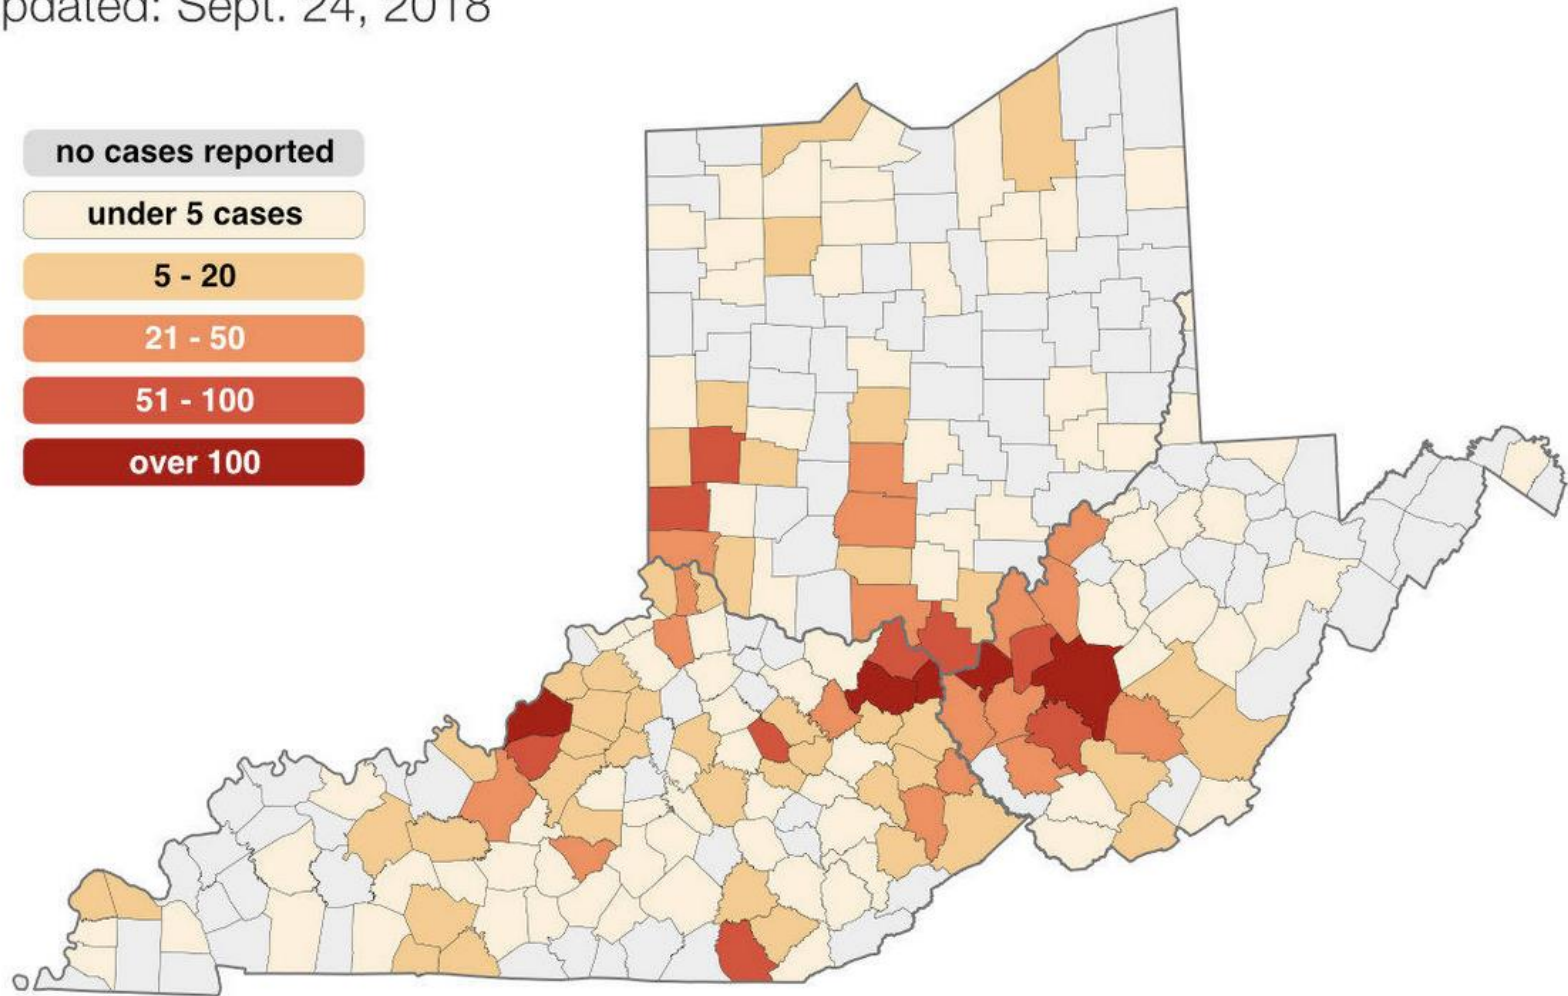 pdated: Sept. 24, 2018
no cases reported
under 5 cases
5 - 20
21 - 50
51 - 100
over 100